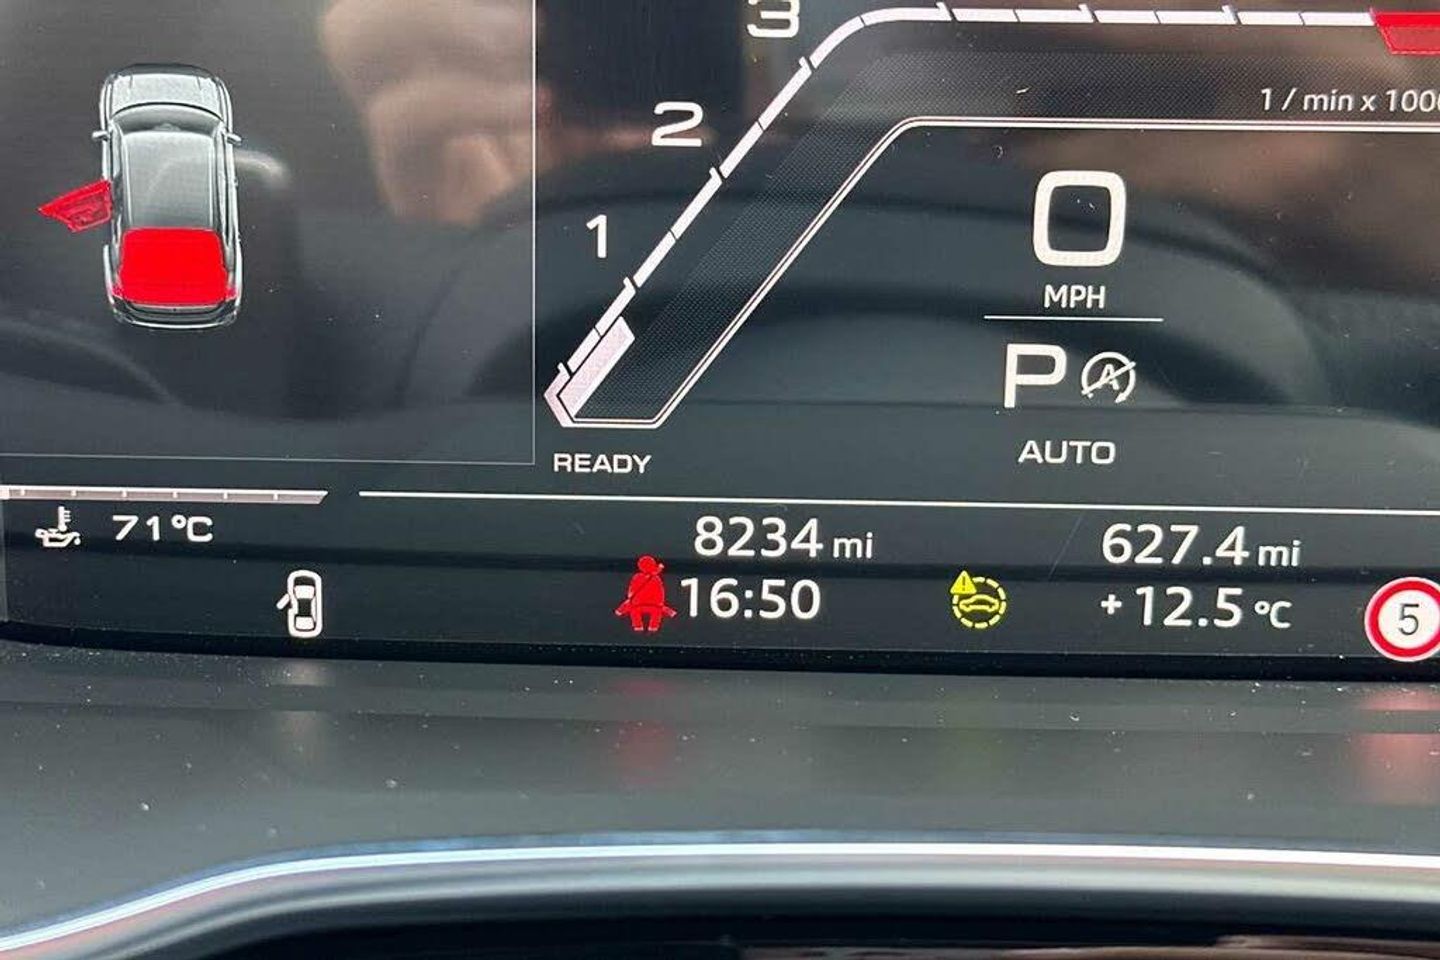 3
2
1
1 / min x 100
0
MPH
P A
AUTO
READY
71°C
8234 mi
627.4 mi
16:50
+12.5 °C
5